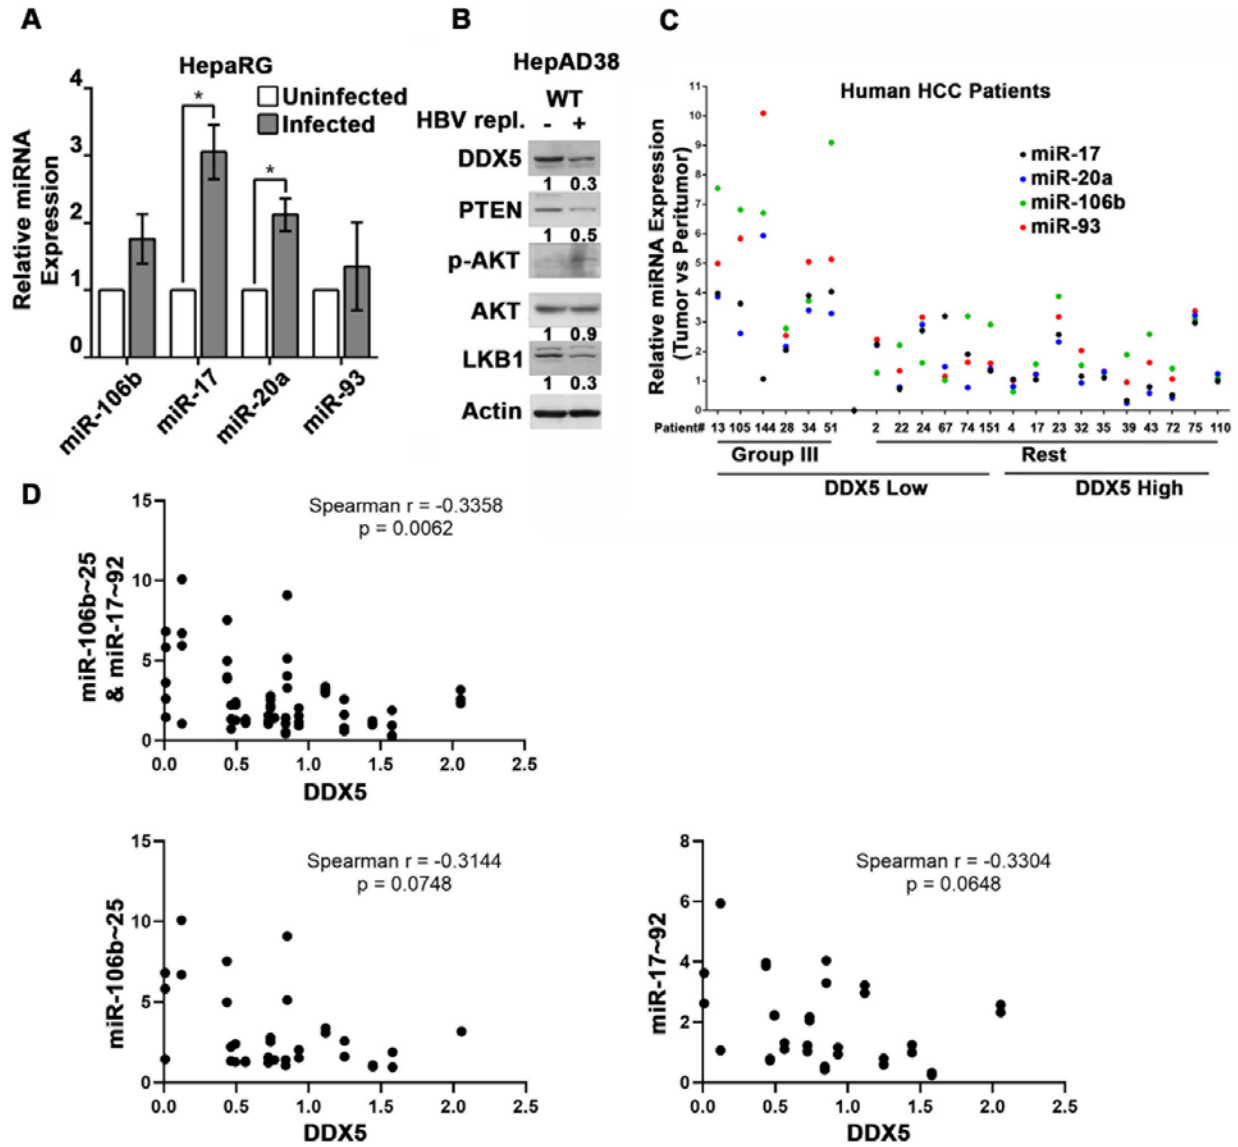 A
HepaRG
Relative miRNA
Expression
4
3
2
1
0
Uninfected
Infected
*
*
miR-106b
miR-17
miR-20a
miR-93
B
HepAD38
WT
HBV repl. - +
DDX5
1 0.3
PTEN
1 0.5
p-AKT
AKT
1 0.9
LKB1
1 0.3
Actin
C
Human HCC Patients
Relative miRNA Expression
(Tumor vs Peritumor)
11
10
9
8
7
6
5
4
3
2
1
0
miR-17
miR-20a
miR-106b
miR-93
Patient# 13 105 144 28 34 51 2 22 24 67 74 151 4 17 23 32 35 39 43 72 75 110
Group III Rest
DDX5 Low DDX5 High
D
Spearman r = -0.3358
p = 0.0062
miR-106b~25
& miR-17~92
15
10
5
0
0.0 0.5 1.0 1.5 2.0 2.5
DDX5
Spearman r = -0.3144
p = 0.0748
miR-106b~25
15
10
5
0
0.0 0.5 1.0 1.5 2.0 2.5
DDX5
Spearman r = -0.3304
p = 0.0648
miR-17~92
8
6
4
2
0
0.0 0.5 1.0 1.5 2.0 2.5
DDX5